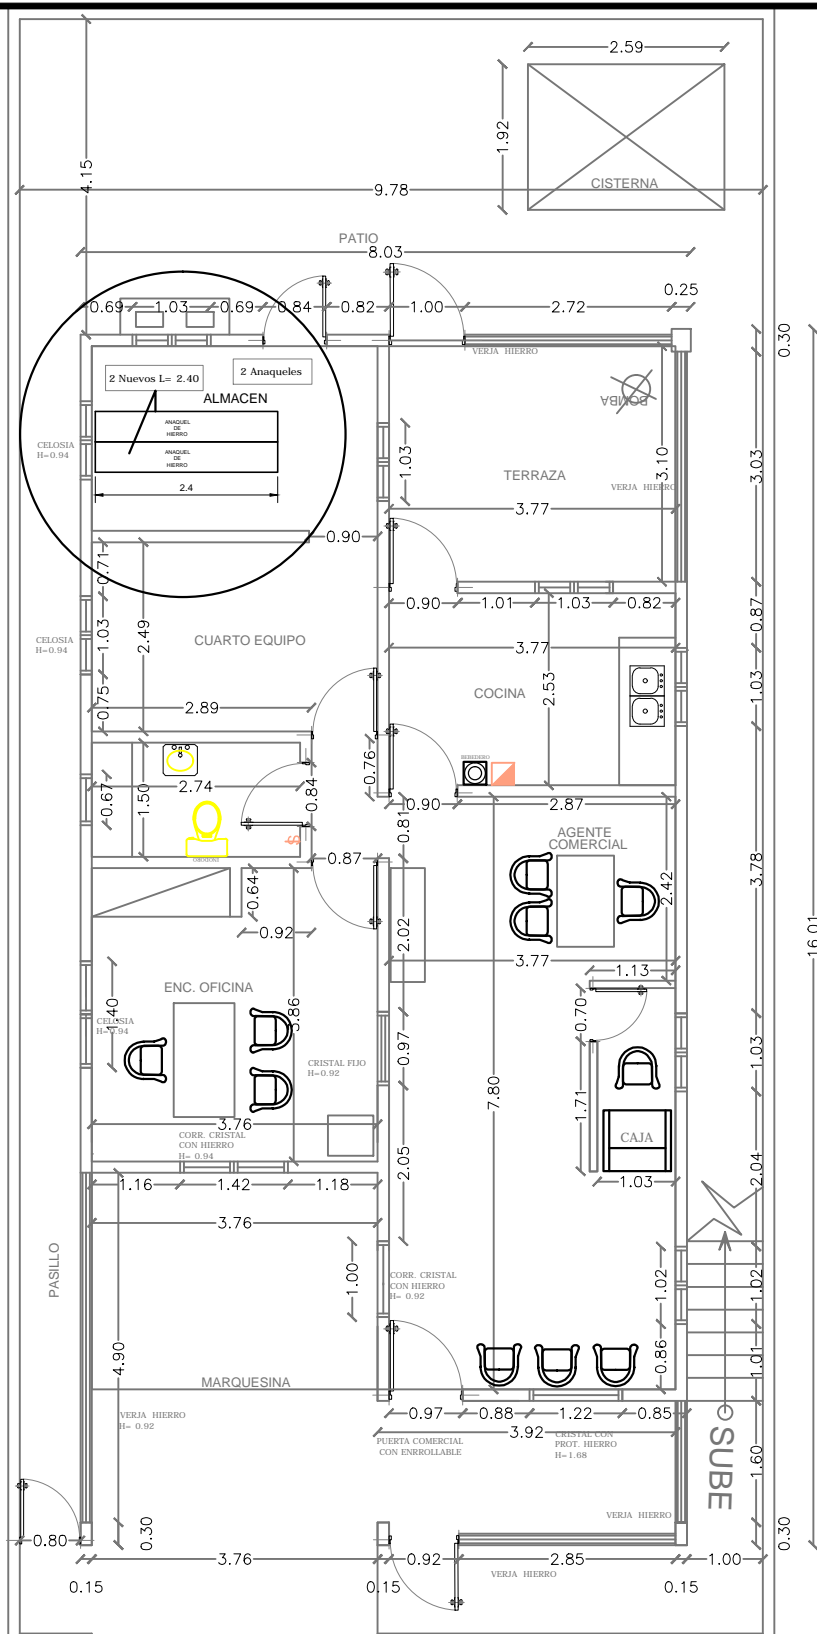 2.59
1.92
CISTERNA
4.15
9.78
PATIO
8.03
0.25
0.69
1.03
0.69
0.84
0.82
1.00
2.72
0.30
VERJA HIERRO
2 Nuevos L= 2.40
2 Anaqueles
ALMACEN
BOMBA
ANAQUEL
DE
HIERRO
ANAQUEL
DE
HIERRO
CELOSIA
H=0.94
1.03
TERRAZA
3.10
3.03
VERJA HIERRO
2.4
3.77
0.90
0.71
0.90
1.01
1.03
0.82
0.87
CELOSIA
H=0.94
1.03
2.49
CUARTO EQUIPO
3.77
COCINA
2.53
1.03
0.75
2.89
0.76
BEBEDERO
2.74
0.67
1.50
0.84
$
0.90
2.87
0.81
AGENTE
COMERCIAL
0.87
0.64
2.42
3.78
0.92
2.02
16.01
3.77
1.13
ENC. OFICINA
1.40
3.86
CELOSIA
H=0.94
0.70
0.97
1.03
CRISTAL FIJO
H=0.92
7.80
1.71
3.76
CORR. CRISTAL
CON HIERRO
H= 0.94
CAJA
2.05
2.04
1.16
1.42
1.18
1.03
3.76
PASILLO
1.00
CORR. CRISTAL
CON HIERRO
H= 0.92
1.02
1.02
4.90
0.86
1.01
MARQUESINA
0.97
0.88
1.22
0.85
VERJA HIERRO
H= 0.92
3.92
PUERTA COMERCIAL
CON ENRROLLABLE
CRISTAL CON
PROT. HIERRO
H=1.68
SUBE
1.60
VERJA HIERRO
0.80
0.30
0.30
3.76
0.92
2.85
1.00
VERJA HIERRO
0.15
0.15
0.15